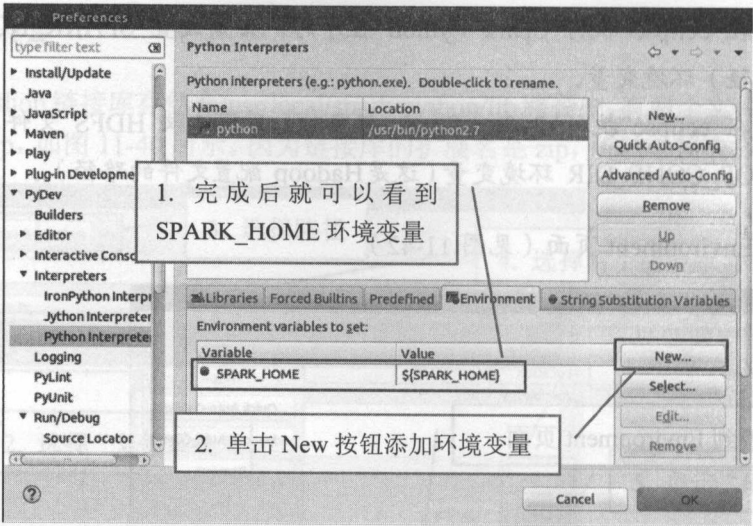 Preferences
type filter text
Python Interpreters
Install/Update
Java
JavaScript
Maven
Play
Plug-in Developme
PyDev
Builders
Editor
Interactive Consc
Interpreters
IronPython Interpr
Jython Interpreter
Python Interprete
Logging
PyLint
PyUnit
Run/Debug
Source Locator
Python interpreters (e.g.: python.exe). Double-click to rename.
Name Location
python /usr/bin/python2.7
New...
Quick Auto-Config
Advanced Auto-Config
Remove
Up
Down
1. 完成后就可以看到
SPARK_HOME 环境变量
Libraries Forced Builtins Predefined Environment String Substitution Variables
Environment variables to set:
Variable Value
SPARK_HOME ${SPARK_HOME}
New...
Select...
Edit...
Remove
2. 单击 New 按钮添加环境变量
Cancel
OK